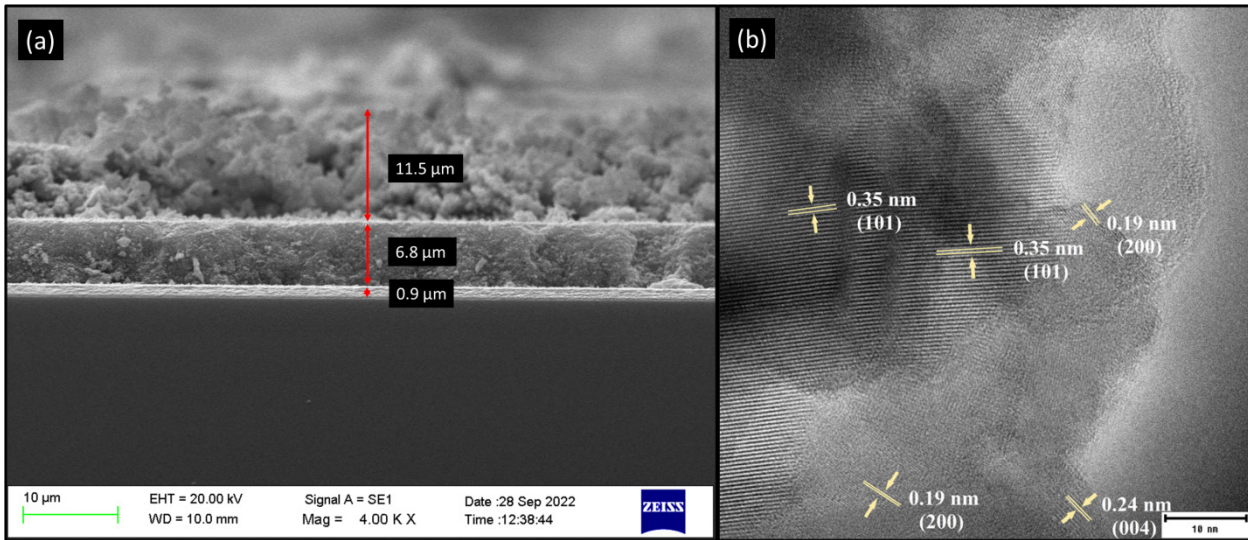 (a)
11.5 µm
6.8 µm
0.9 µm
10 µm
EHT = 20.00 kV
WD = 10.0 mm
Signal A = SE1
Mag = 4.00 K X
Date :28 Sep 2022
Time :12:38:44
ZEISS
(b)
0.35 nm
(101)
0.19 nm
(200)
0.35 nm
(101)
0.19 nm
(200)
0.24 nm
(004)
10 nm